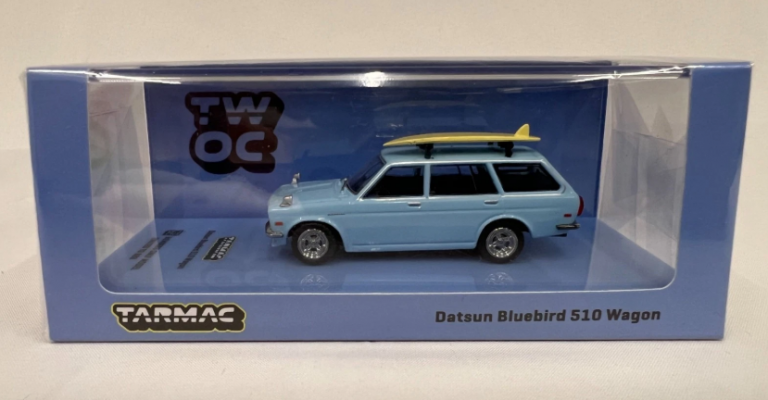 TW
OC
TARMAC
Datsun Bluebird 510 Wagon